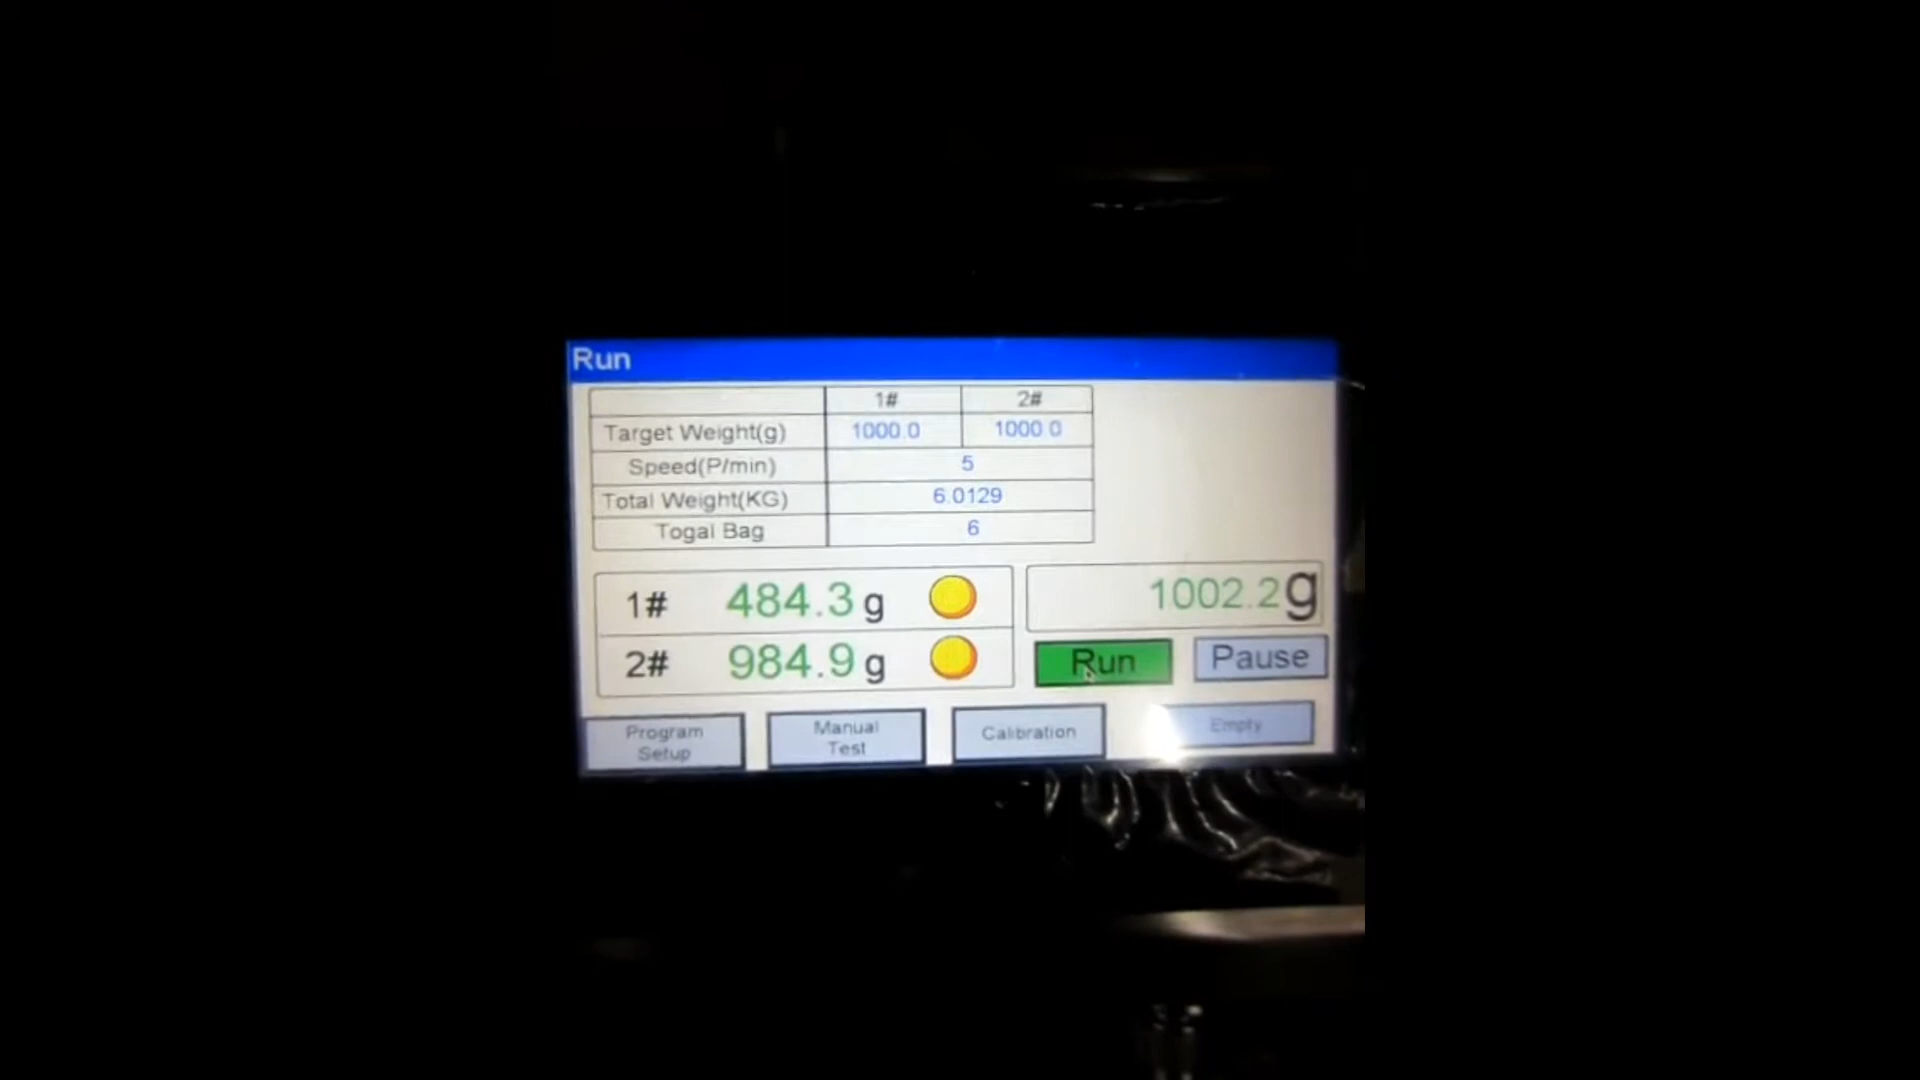 Run
1# 2#
Target Weight(g) 1000.0 1000.0
Speed(P/min) 5
Total Weight(KG) 6.0129
Togal Bag 6
1# 484.3 g 1002.2g
2# 984.9 g Run Pause
Program Setup
Manual Test
Calibration
Empty